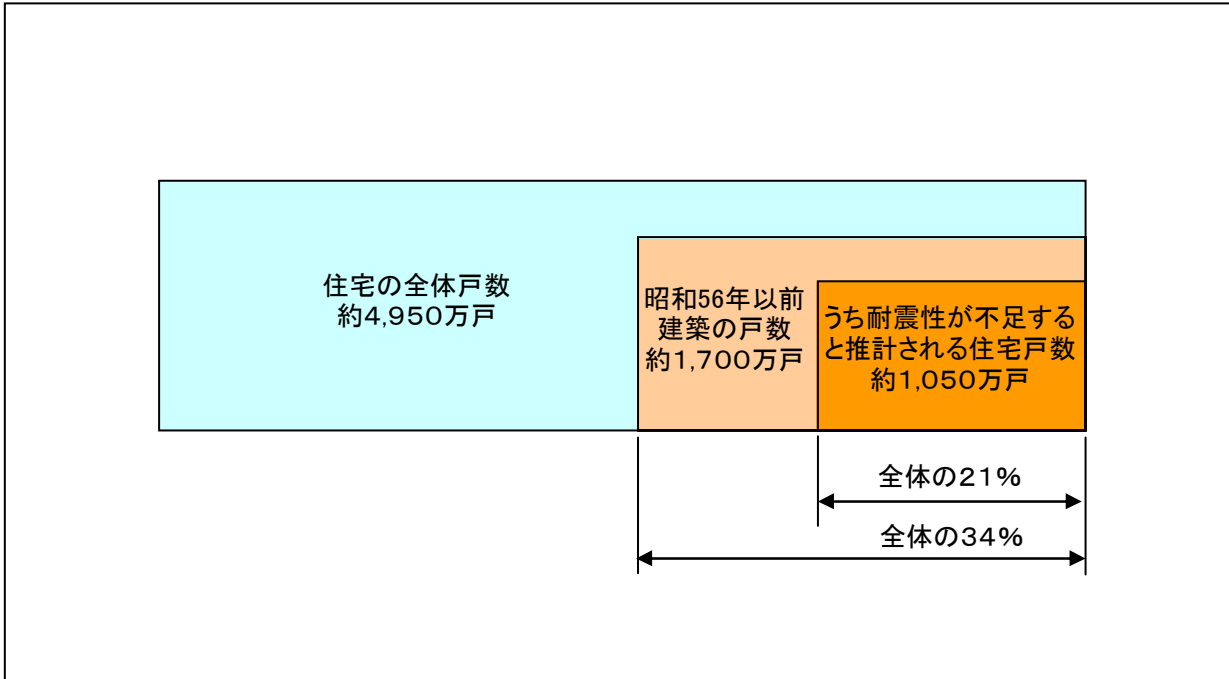 住宅の全体戸数
約4,950万戸
昭和56年以前
建築の戸数
約1,700万戸
うち耐震性が不足する
と推計される住宅戸数
約1,050万戸
全体の21%
全体の34%